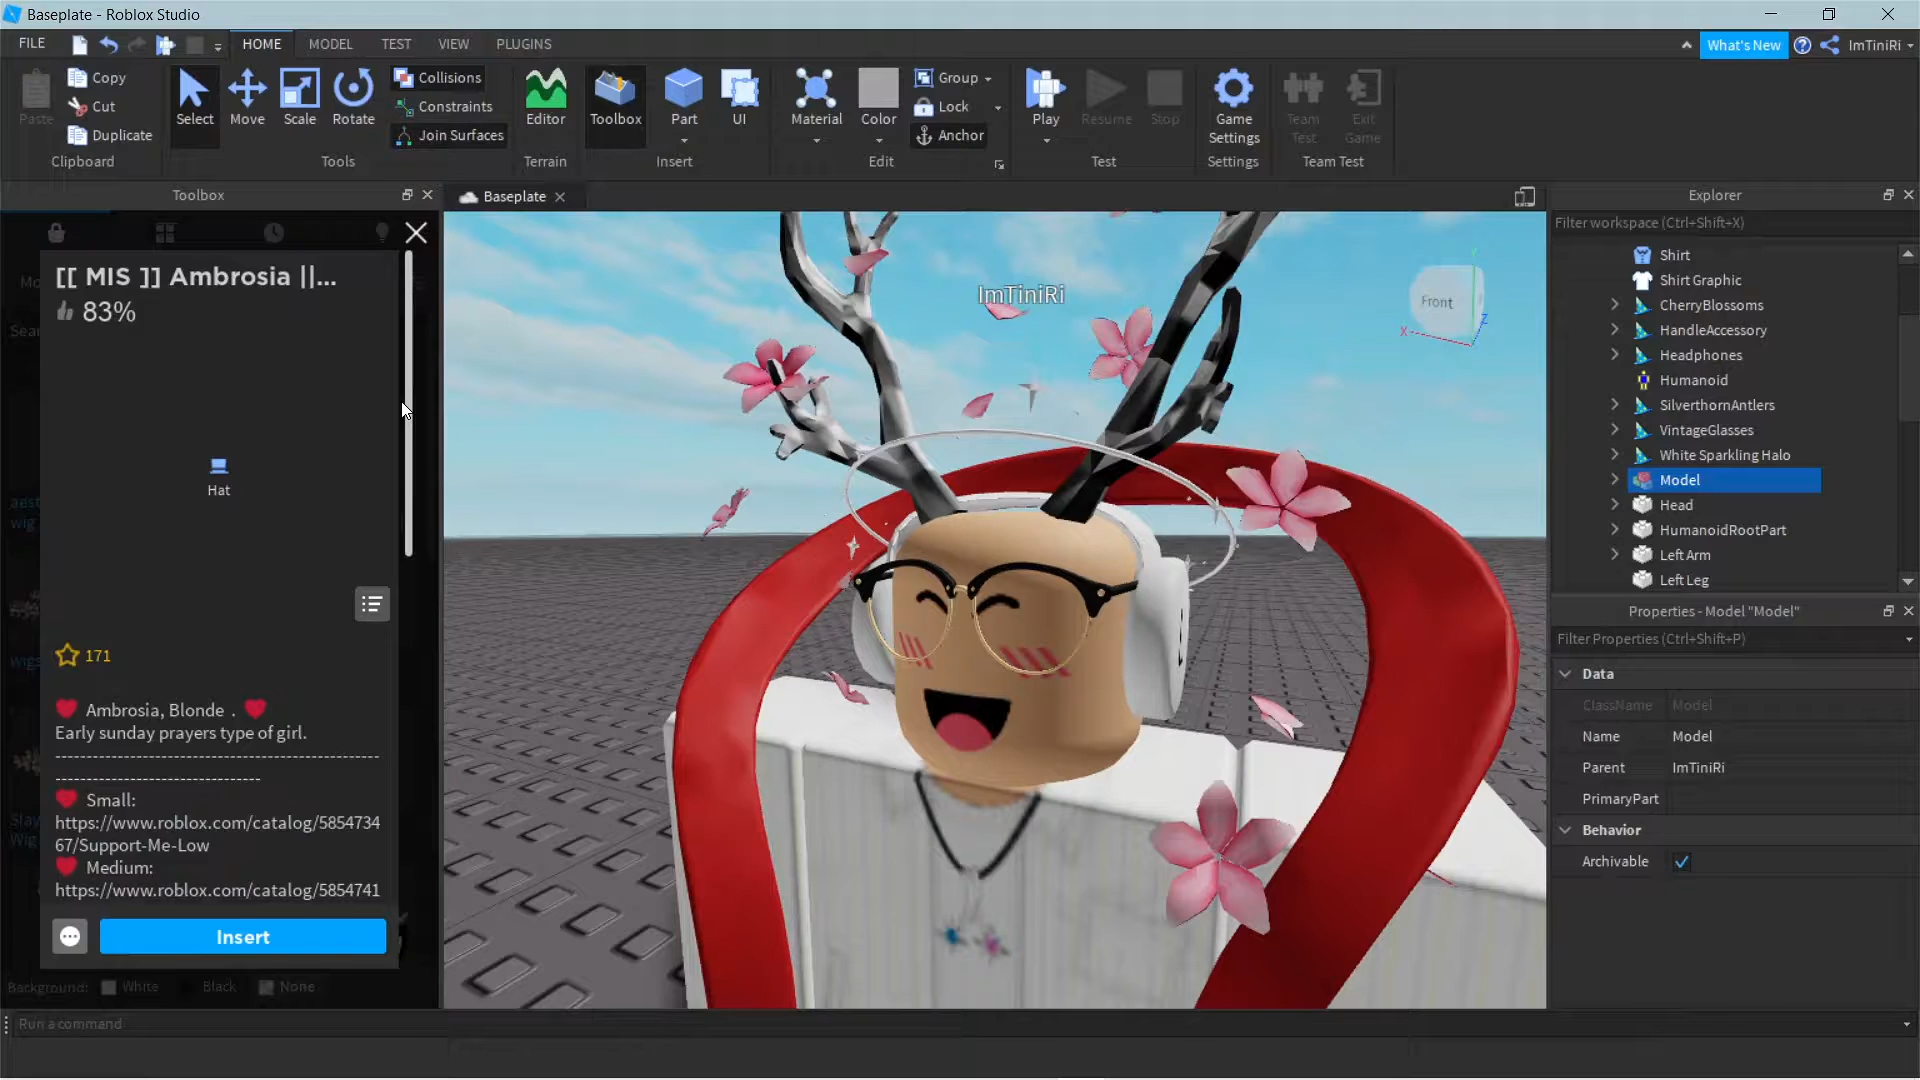 Baseplate - Roblox Studio
FILE
HOME
MODEL
TEST
VIEW
PLUGINS
What's New
ImTiniRi
Paste
Copy
Cut
Duplicate
Clipboard
Select
Move
Scale
Rotate
Collisions
Constraints
Join Surfaces
Tools
Editor
Terrain
Toolbox
Part
UI
Insert
Material
Color
Group
Lock
Anchor
Edit
Play
Resume
Stop
Test
Game
Settings
Settings
Team
Test
Exit
Game
Team Test
Toolbox
Baseplate
Explorer
Filter workspace (Ctrl+Shift+X)
[[ MIS ]] Ambrosia ||...
83%
Hat
171
Ambrosia, Blonde .
Early sunday prayers type of girl.
----------------------------------------------------
---------------------------------
Small:
https://www.roblox.com/catalog/5854734
67/Support-Me-Low
Medium:
https://www.roblox.com/catalog/5854741
Insert
Background:
White
Black
None
Run a command
ImTiniRi
Front
X
Y
Z
Shirt
Shirt Graphic
CherryBlossoms
HandleAccessory
Headphones
Humanoid
SilverthornAntlers
VintageGlasses
White Sparkling Halo
Model
Head
HumanoidRootPart
Left Arm
Left Leg
Properties - Model "Model"
Filter Properties (Ctrl+Shift+P)
Data
ClassName Model
Name Model
Parent ImTiniRi
PrimaryPart
Behavior
Archivable